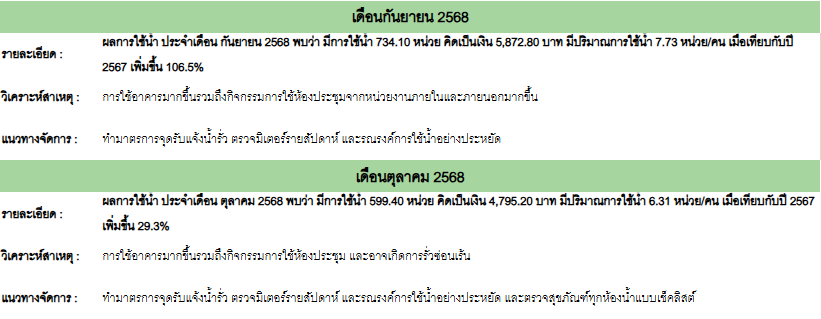 เดือนกันยายน 2568
รายละเอียด :
ผลการใช้น้ำ ประจำเดือน กันยายน 2568 พบว่า มีการใช้น้ำ 734.10 หน่วย คิดเป็นเงิน 5,872.80 บาท มีปริมาณการใช้น้ำ 7.73 หน่วย/คน เมื่อเทียบกับปี
2567 เพิ่มขึ้น 106.5%
วิเคราะห์สาเหตุ : การใช้อาคารมากขึ้นรวมถึงกิจกรรมการใช้ห้องประชุมจากหน่วยงานภายในและภายนอกมากขึ้น
แนวทางจัดการ : ทำมาตรการจุดรับแจ้งน้ำรั่ว ตรวจมิเตอร์รายสัปดาห์ และรณรงค์การใช้น้ำอย่างประหยัด
เดือนตุลาคม 2568
รายละเอียด :
ผลการใช้น้ำ ประจำเดือน ตุลาคม 2568 พบว่า มีการใช้น้ำ 599.40 หน่วย คิดเป็นเงิน 4,795.20 บาท มีปริมาณการใช้น้ำ 6.31 หน่วย/คน เมื่อเทียบกับปี 2567
เพิ่มขึ้น 29.3%
วิเคราะห์สาเหตุ : การใช้อาคารมากขึ้นรวมถึงกิจกรรมการใช้ห้องประชุม และอาจเกิดการรั่วซ่อนเร้น
แนวทางจัดการ : ทำมาตรการจุดรับแจ้งน้ำรั่ว ตรวจมิเตอร์รายสัปดาห์ และรณรงค์การใช้น้ำอย่างประหยัด และตรวจสุขภัณฑ์ทุกห้องน้ำแบบเช็คลิสต์